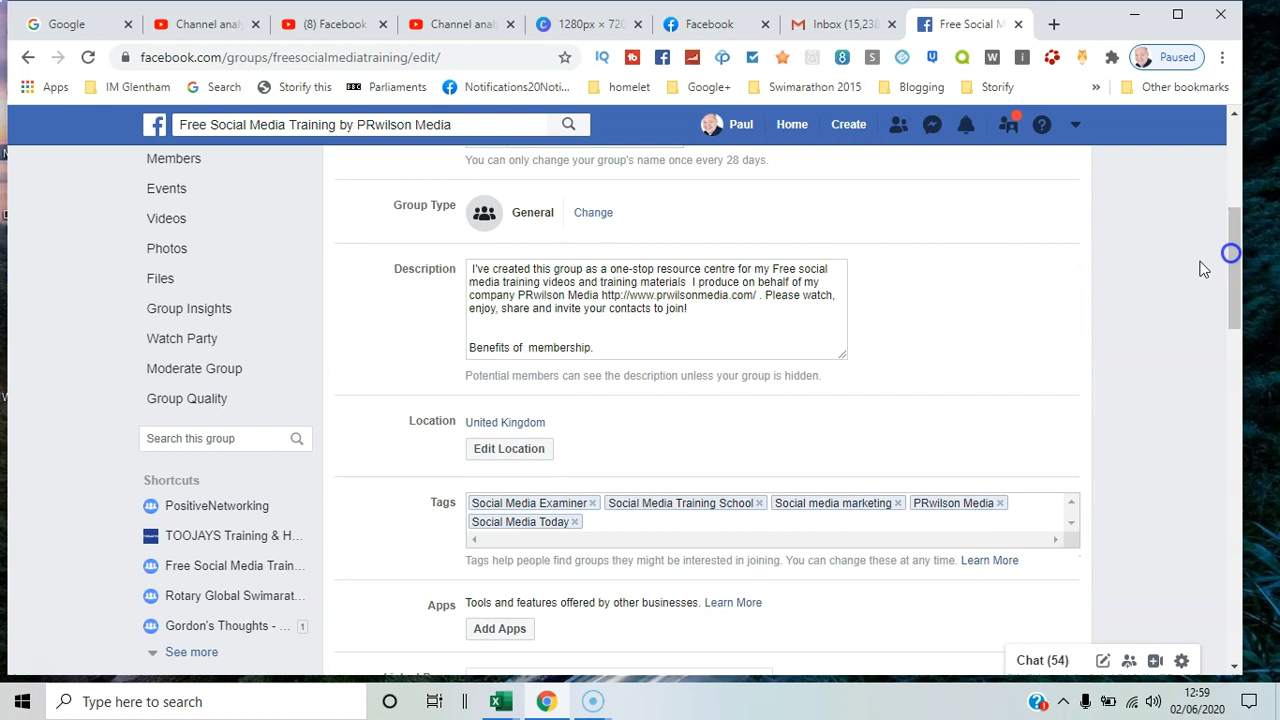 Google
Channel anal
(8) Facebook
Channel anal
1280px × 720
Facebook
Inbox (15,238
Free Social M
facebook.com/groups/freesocialmediatraining/edit/
Paused
Apps
IM Glentham
Search
Storify this
BBC
Parliament
Notifications20Noti...
homelet
Google+
Swimarathon 2015
Blogging
Storify
»
Other bookmarks
Free Social Media Training by PRwilson Media
Paul
Home
Create
Members
Events
Videos
Photos
Files
Group Insights
Watch Party
Moderate Group
Group Quality
Search this group
Shortcuts
PositiveNetworking
TOOJAYS Training & H...
Free Social Media Train...
Rotary Global Swimarat...
Gordon's Thoughts - ...
1
See more
You can only change your group's name once every 28 days.
Group Type
General
Change
Description
I've created this group as a one-stop resource centre for my Free social
media training videos and training materials I produce on behalf of my
company PRwilson Media http://www.prwilsonmedia.com/ . Please watch,
enjoy, share and invite your contacts to join!
Benefits of membership.
Potential members can see the description unless your group is hidden.
Location
United Kingdom
Edit Location
Tags
Social Media Examiner
Social Media Training School
Social media marketing
PRwilson Media
Social Media Today
Tags help people find groups they might be interested in joining. You can change these at any time. Learn More
Apps
Tools and features offered by other businesses. Learn More
Add Apps
Chat (54)
Type here to search
12:59
02/06/2020